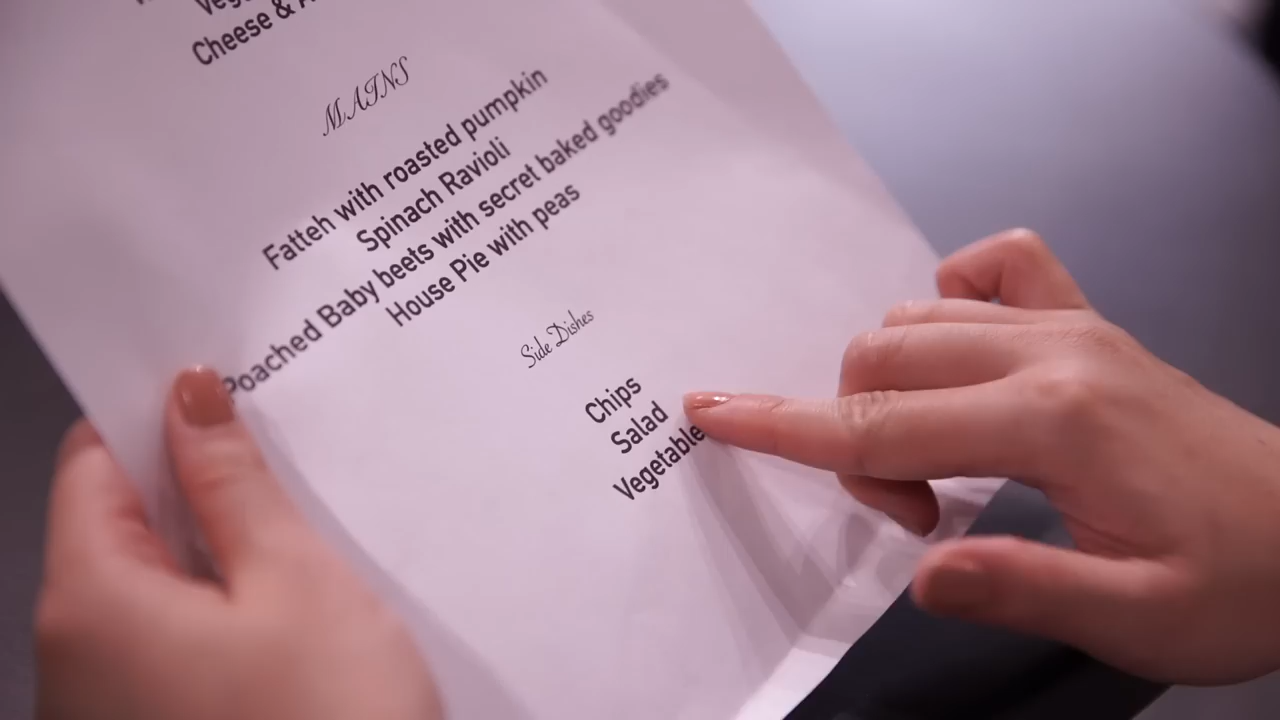 Cheese &
MAINS
Fatteh with roasted pumpkin
Spinach Ravioli
Poached Baby beets with secret baked goodies
House Pie with peas
Side Dishes
Chips
Salad
Vegetable